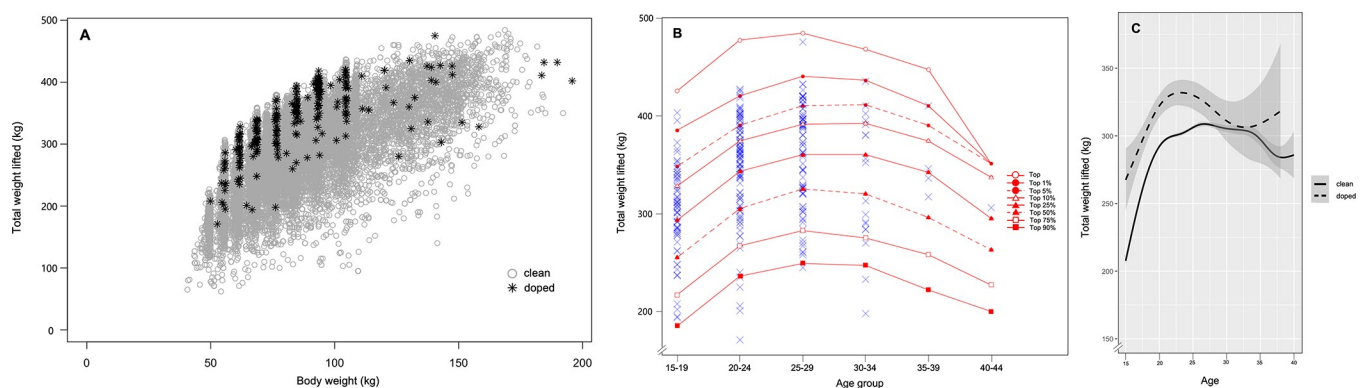 A
Total weight lifted (kg)
500
400
300
200
100
0
0
50
100
150
200
Body weight (kg)
clean
doped
B
Total weight lifted (kg)
500
400
300
200
15-19
20-24
25-29
30-34
35-39
40-44
Age group
Top
Top 1%
Top 5%
Top 10%
Top 25%
Top 50%
Top 75%
Top 90%
C
Total weight lifted (kg)
350
300
250
200
150
15
20
25
30
35
40
Age
clean
doped